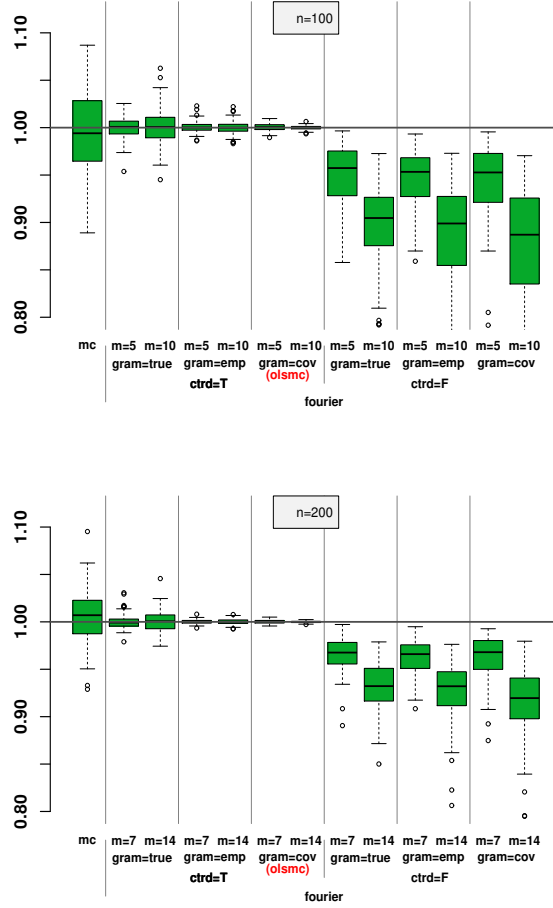 n=100
1.10
1.00
0.90
0.80
mc m=5 m=10 m=5 m=10 m=5 m=10 m=5 m=10 m=5 m=10 m=5 m=10
gram=true gram=emp gram=cov gram=true gram=emp gram=cov
(olsmc)
ctrd=T ctrd=F
fourier
n=200
1.10
1.00
0.90
0.80
mc m=7 m=14 m=7 m=14 m=7 m=14 m=7 m=14 m=7 m=14 m=7 m=14
gram=true gram=emp gram=cov gram=true gram=emp gram=cov
(olsmc)
ctrd=T ctrd=F
fourier